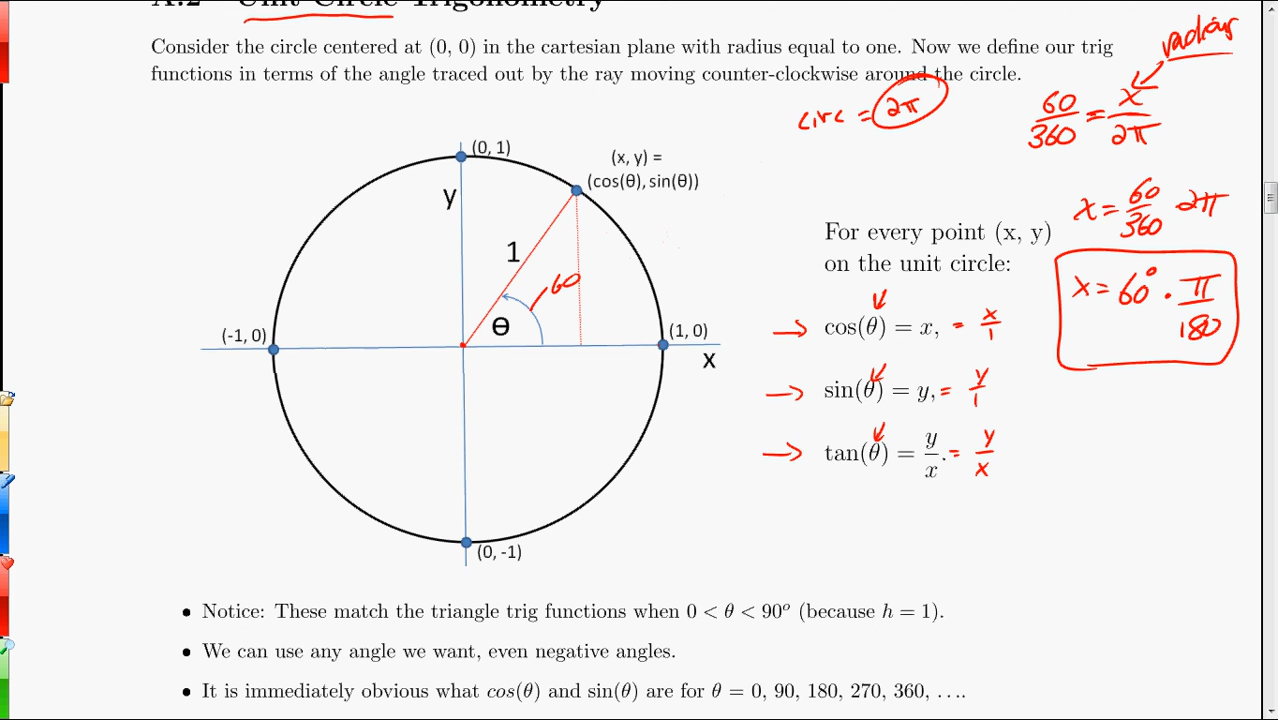 A.2 Unit Circle Trigonometry
Consider the circle centered at (0, 0) in the cartesian plane with radius equal to one. Now we define our trig
functions in terms of the angle traced out by the ray moving counter-clockwise around the circle.
radians
circ = 2π
60/360 = x/2π
(0, 1)
(x, y) =
(cos(θ), sin(θ))
y
1
60
θ
(-1, 0)
(1, 0)
x
(0, -1)
x = 60/360 2π
x = 60° · π/180
For every point (x, y)
on the unit circle:
→ cos(θ) = x, = x/1
→ sin(θ) = y, = y/1
→ tan(θ) = y/x. = y/x
• Notice: These match the triangle trig functions when 0 < θ < 90° (because h = 1).
• We can use any angle we want, even negative angles.
• It is immediately obvious what cos(θ) and sin(θ) are for θ = 0, 90, 180, 270, 360, . . . .